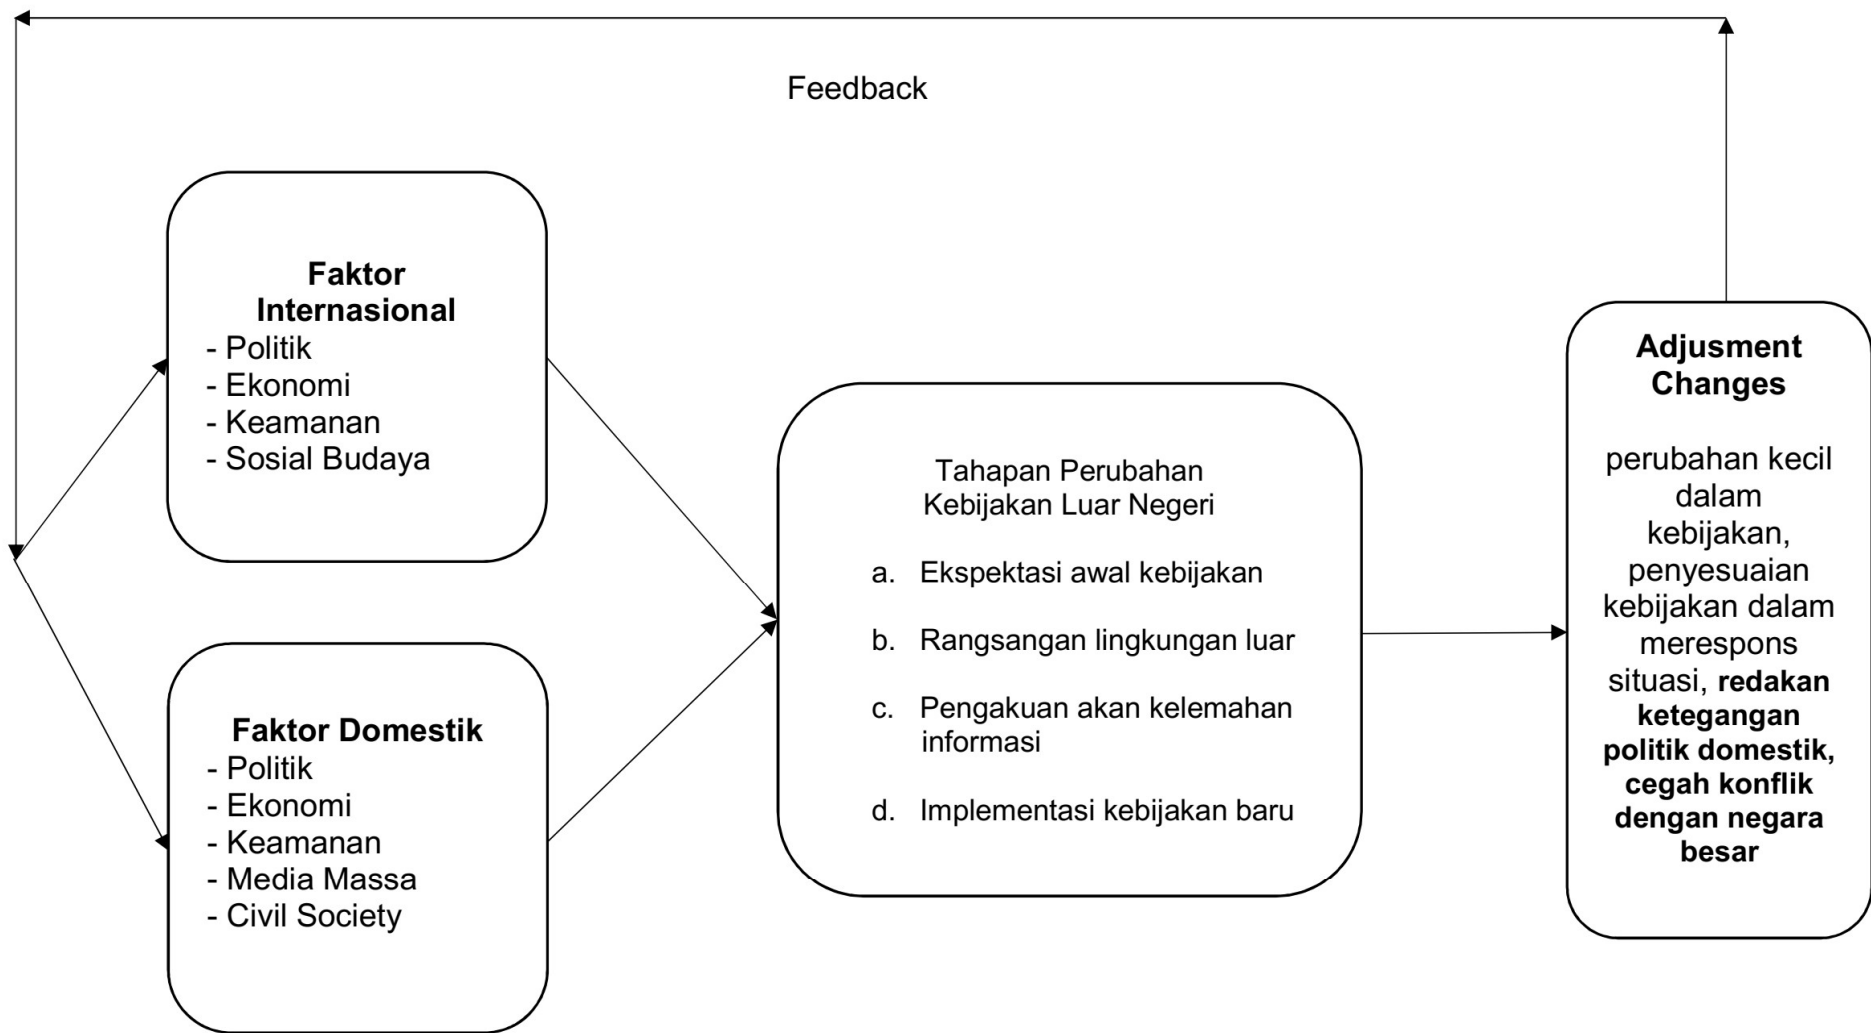 Feedback
Faktor
Internasional
- Politik
- Ekonomi
- Keamanan
- Sosial Budaya
Faktor Domestik
- Politik
- Ekonomi
- Keamanan
- Media Massa
- Civil Society
Tahapan Perubahan
Kebijakan Luar Negeri
a. Ekspektasi awal kebijakan
b. Rangsangan lingkungan luar
c. Pengakuan akan kelemahan
informasi
d. Implementasi kebijakan baru
Adjusment
Changes
perubahan kecil
dalam
kebijakan,
penyesuaian
kebijakan dalam
merespons
situasi, redakan
ketegangan
politik domestik,
cegah konflik
dengan negara
besar